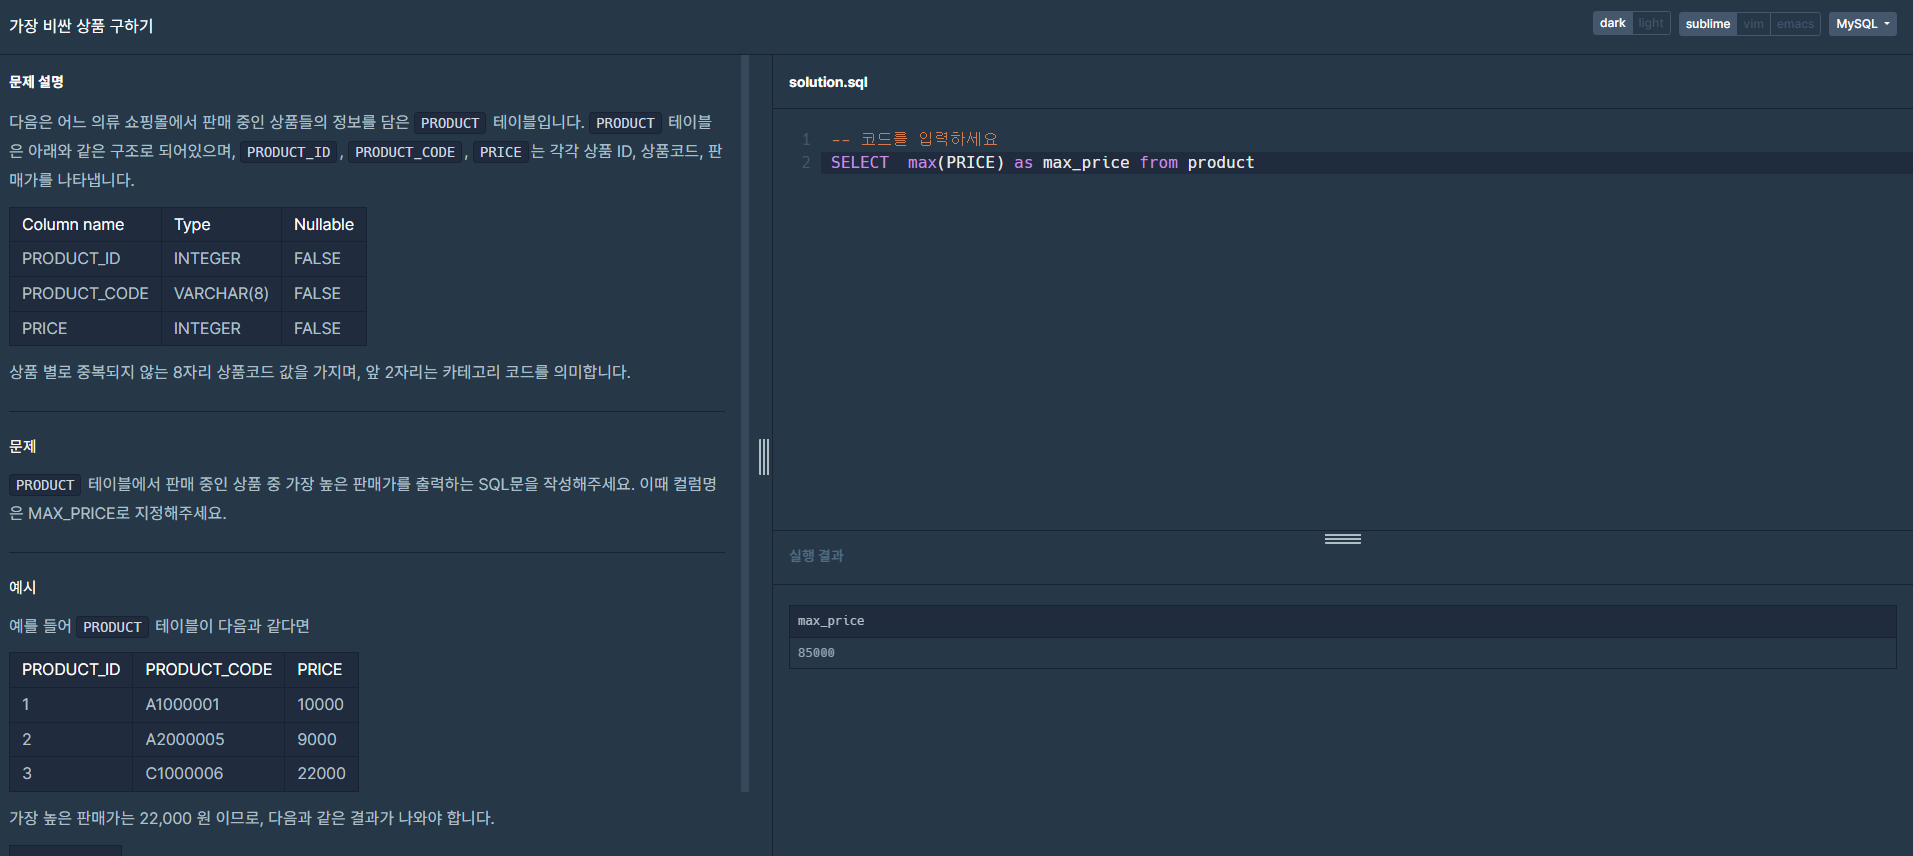 가장 비싼 상품 구하기
dark light sublime vim emacs MySQL
문제 설명
다음은 어느 의류 쇼핑몰에서 판매 중인 상품들의 정보를 담은 PRODUCT 테이블입니다. PRODUCT 테이블
은 아래와 같은 구조로 되어있으며, PRODUCT_ID, PRODUCT_CODE, PRICE는 각각 상품 ID, 상품코드, 판
매가를 나타냅니다.
Column name Type Nullable
PRODUCT_ID INTEGER FALSE
PRODUCT_CODE VARCHAR(8) FALSE
PRICE INTEGER FALSE
상품 별로 중복되지 않는 8자리 상품코드 값을 가지며, 앞 2자리는 카테고리 코드를 의미합니다.
문제
PRODUCT 테이블에서 판매 중인 상품 중 가장 높은 판매가를 출력하는 SQL문을 작성해주세요. 이때 컬럼명
은 MAX_PRICE로 지정해주세요.
예시
예를 들어 PRODUCT 테이블이 다음과 같다면
PRODUCT_ID PRODUCT_CODE PRICE
1 A1000001 10000
2 A2000005 9000
3 C1000006 22000
가장 높은 판매가는 22,000 원 이므로, 다음과 같은 결과가 나와야 합니다.
solution.sql
1 -- 코드를 입력하세요
2 SELECT  max(PRICE) as max_price from product
실행 결과
max_price
85000